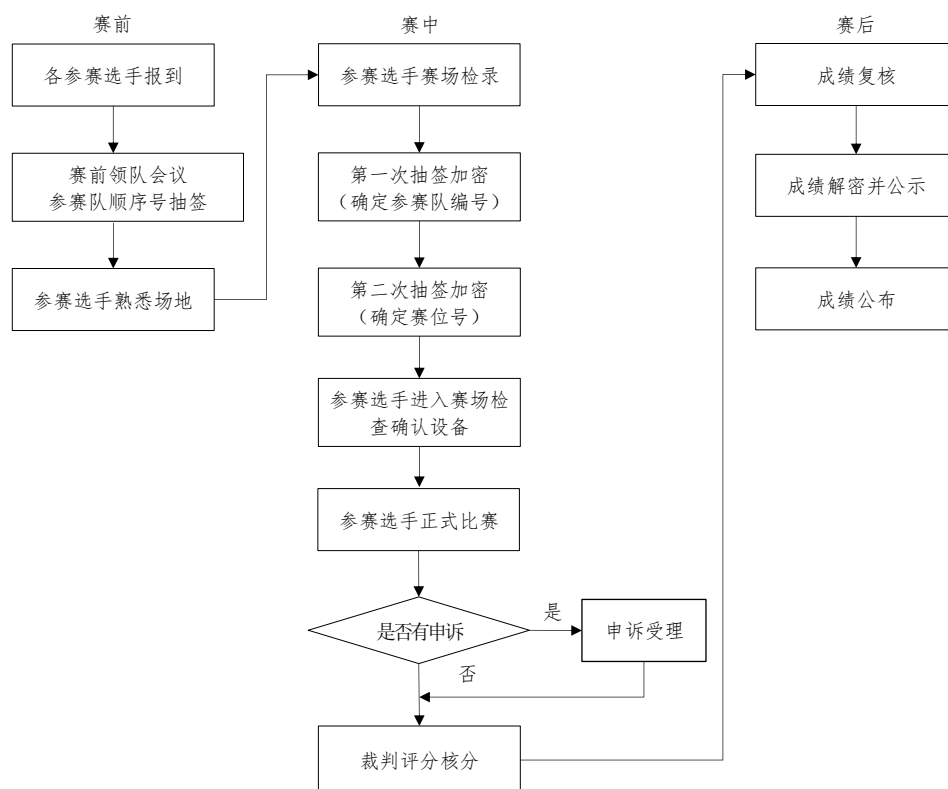 赛前
各参赛选手报到
赛前领队会议
参赛队顺序号抽签
参赛选手熟悉场地
赛中
参赛选手赛场检录
第一次抽签加密
（确定参赛队编号）
第二次抽签加密
（确定赛位号）
参赛选手进入赛场检
查确认设备
参赛选手正式比赛
是否有申诉
是
申诉受理
否
裁判评分核分
赛后
成绩复核
成绩解密并公示
成绩公布